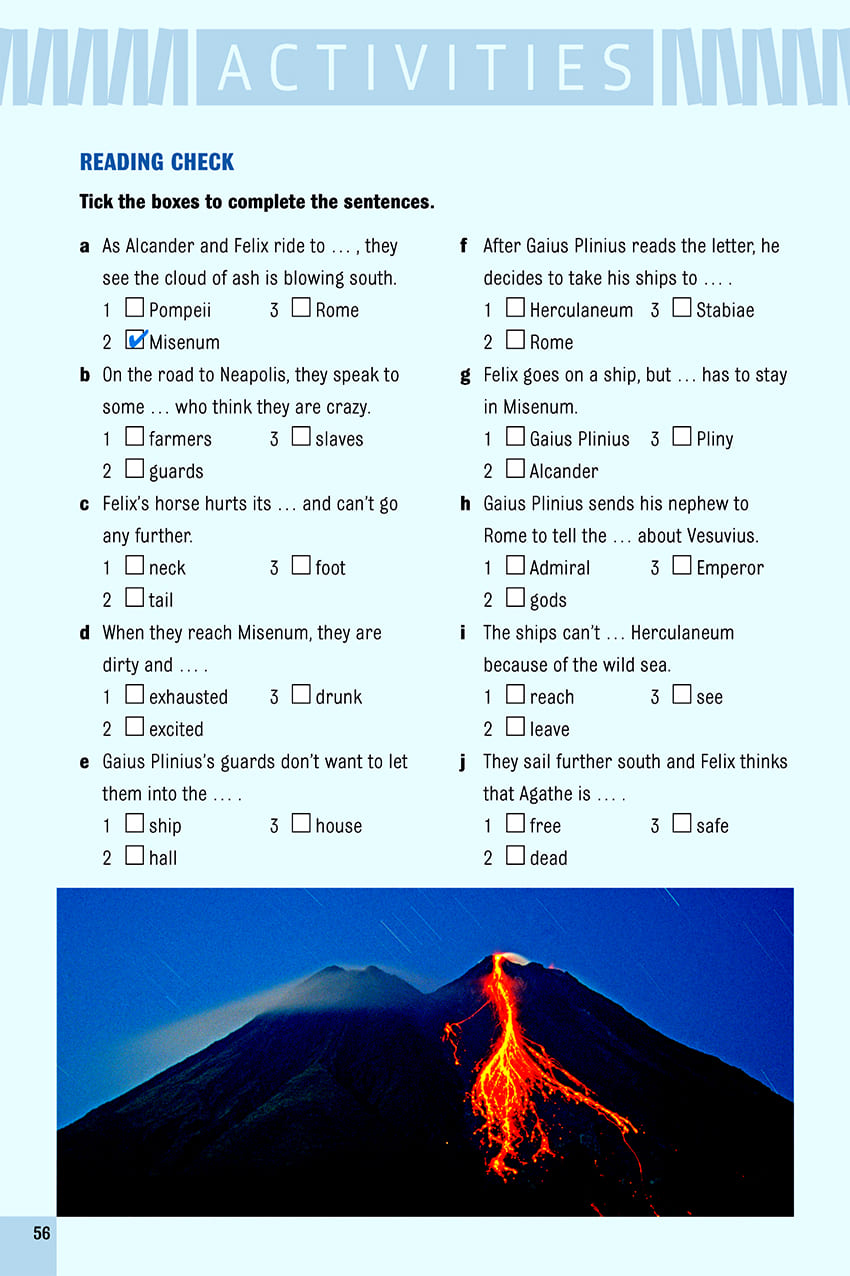 ACTIVITIES
READING CHECK
Tick the boxes to complete the sentences.
a As Alcander and Felix ride to … , they
see the cloud of ash is blowing south.
1 Pompeii 3 Rome
2 ✔ Misenum
b On the road to Neapolis, they speak to
some … who think they are crazy.
1 farmers 3 slaves
2 guards
c Felix’s horse hurts its … and can’t go
any further.
1 neck 3 foot
2 tail
d When they reach Misenum, they are
dirty and … .
1 exhausted 3 drunk
2 excited
e Gaius Plinius’s guards don’t want to let
them into the … .
1 ship 3 house
2 hall
f After Gaius Plinius reads the letter, he
decides to take his ships to … .
1 Herculaneum 3 Stabiae
2 Rome
g Felix goes on a ship, but … has to stay
in Misenum.
1 Gaius Plinius 3 Pliny
2 Alcander
h Gaius Plinius sends his nephew to
Rome to tell the … about Vesuvius.
1 Admiral 3 Emperor
2 gods
i The ships can’t … Herculaneum
because of the wild sea.
1 reach 3 see
2 leave
j They sail further south and Felix thinks
that Agathe is … .
1 free 3 safe
2 dead
56